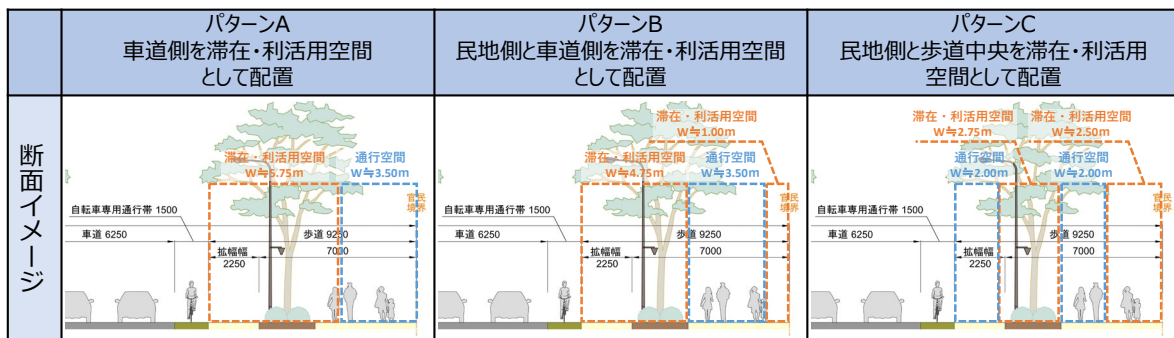 パターンA
車道側を滞在・利活用空間
として配置
パターンB
民地側と車道側を滞在・利活用空間
として配置
パターンC
民地側と歩道中央を滞在・利活用
空間として配置
断面イメージ
滞在・利活用空間
W≒5.75m
通行空間
W≒3.50m
官民
境界
自転車専用通行帯 1500
車道 6250
歩道 9250
拡幅幅
2250
7000
滞在・利活用空間
W≒1.00m
滞在・利活用空間
W≒4.75m
通行空間
W≒3.50m
官民
境界
自転車専用通行帯 1500
車道 6250
歩道 9250
拡幅幅
2250
7000
滞在・利活用空間
W≒2.75m
滞在・利活用空間
W≒2.50m
通行空間
W≒2.00m
通行空間
W≒2.00m
官民
境界
自転車専用通行帯 1500
車道 6250
歩道 9250
拡幅幅
2250
7000